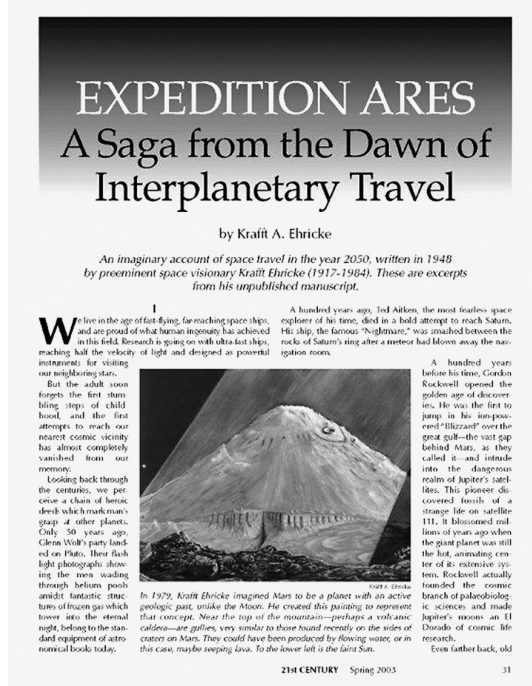 EXPEDITION ARES
A Saga from the Dawn of
Interplanetary Travel
by Krafft A. Ehricke
An imaginary account of space travel in the year 2050, written in 1948
by preeminent space visionary Krafft Ehricke (1917-1984). These are excerpts
from his unpublished manuscript.
I
We live in the age of fast-flying, far-reaching space ships,
and are proud of what human ingenuity has achieved
in this field. Research is going on with ultra-fast ships,
reaching half the velocity of light and designed as powerful
instruments for visiting
our neighboring stars.
But the adult soon
forgets the first stum-
bling steps of child-
hood, and the first
attempts to reach our
nearest cosmic vicinity
has almost completely
vanished from our
memory.
Looking back through
the centuries, we per-
ceive a chain of heroic
deeds which mark man's
grasp at other planets.
Only 50 years ago,
Glenn Wolf's party land-
ed on Pluto. Their flash
light photographs show-
ing the men wading
through helium pools
amidst fantastic struc-
tures of frozen gas which
tower into the eternal
night, belong to the stan-
dard equipment of astro-
nomical books today.
A hundred years ago, Ted Aitken, the most fearless space
explorer of his time, died in a bold attempt to reach Saturn.
His ship, the famous "Nightmare," was smashed between the
rocks of Saturn's ring after a meteor had blown away the nav-
igation room.
A hundred years
before his time, Gordon
Rockwell opened the
golden age of discover-
ies. He was the first to
jump in his ion-pow-
ered "Blizzard" over the
great gulf—the vast gap
behind Mars, as they
called it—and intrude
into the dangerous
realm of Jupiter's satel-
lites. This pioneer dis-
covered fossils of a
strange life on satellite
111. It blossomed mil-
lions of years ago when
the giant planet was still
the hot, animating cen-
ter of its extensive sys-
tem. Rockwell actually
founded the cosmic
branch of palaeobiolog-
ic sciences and made
Jupiter's moons an El
Dorado of cosmic life
research.
Even farther back, old
Krafft A. Ehricke
In 1979, Krafft Ehricke imagined Mars to be a planet with an active
geologic past, unlike the Moon. He created this painting to represent
that concept. Near the top of the mountain—perhaps a volcanic
caldera—are gullies, very similar to those found recently on the sides of
craters on Mars. They could have been produced by flowing water, or in
this case, maybe seeping lava. To the lower left is the faint Sun.
21st CENTURY Spring 2003 31